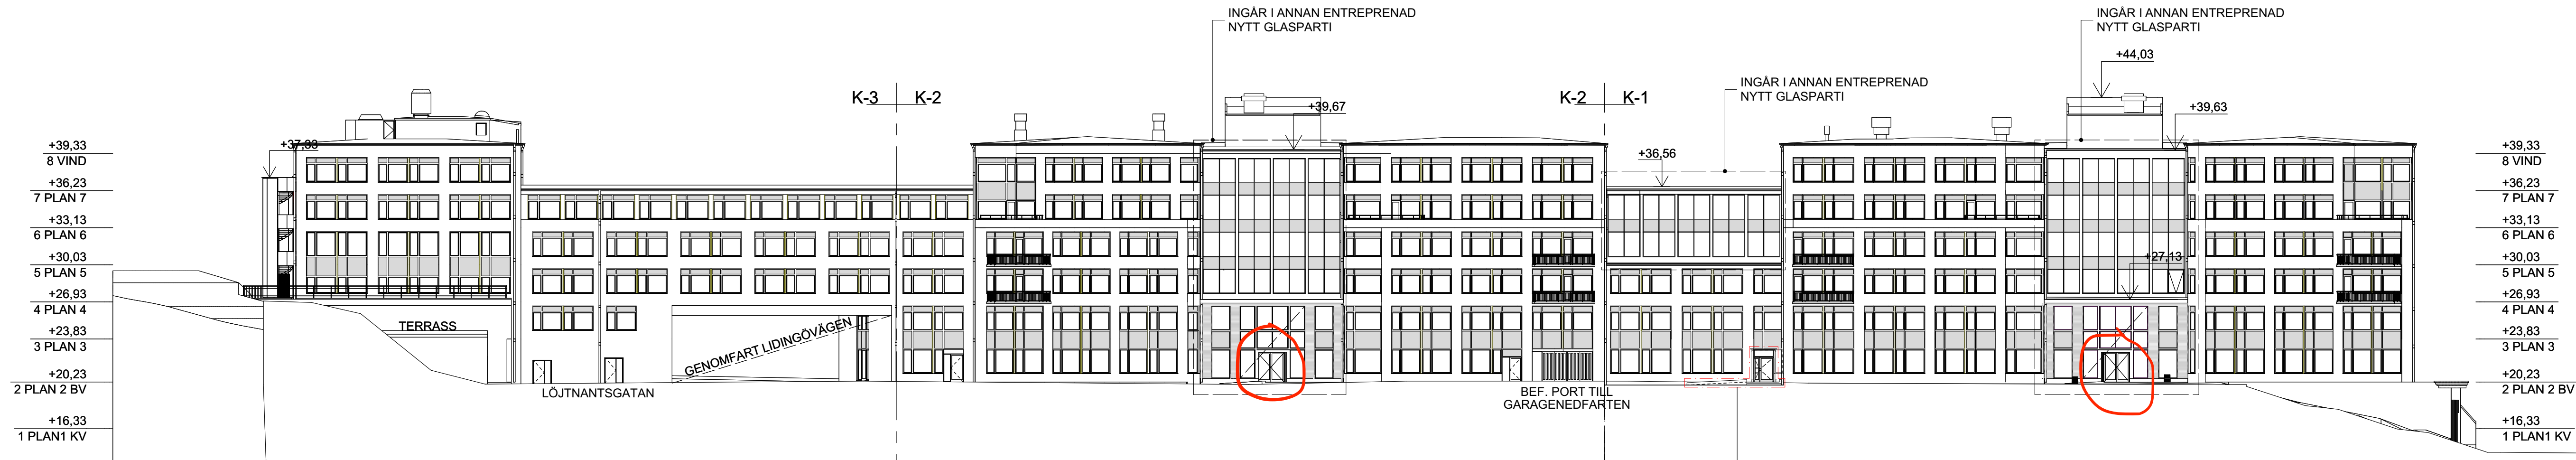 INGÅR I ANNAN ENTREPRENAD
NYTT GLASPARTI
INGÅR I ANNAN ENTREPRENAD
NYTT GLASPARTI
+44,03
INGÅR I ANNAN ENTREPRENAD
NYTT GLASPARTI
K-3
K-2
K-2
K-1
+39,67
+39,63
+37,33
+36,56
+39,33
8 VIND
+36,23
7 PLAN 7
+33,13
6 PLAN 6
+30,03
5 PLAN 5
+26,93
4 PLAN 4
+23,83
3 PLAN 3
+20,23
2 PLAN 2 BV
+16,33
1 PLAN1 KV
TERRASS
GENOMFART LIDINGÖVÄGEN
LÖJTNANTSGATAN
BEF. PORT TILL
GARAGENEDFARTEN
+27,13
+39,33
8 VIND
+36,23
7 PLAN 7
+33,13
6 PLAN 6
+30,03
5 PLAN 5
+26,93
4 PLAN 4
+23,83
3 PLAN 3
+20,23
2 PLAN 2 BV
+16,33
1 PLAN1 KV